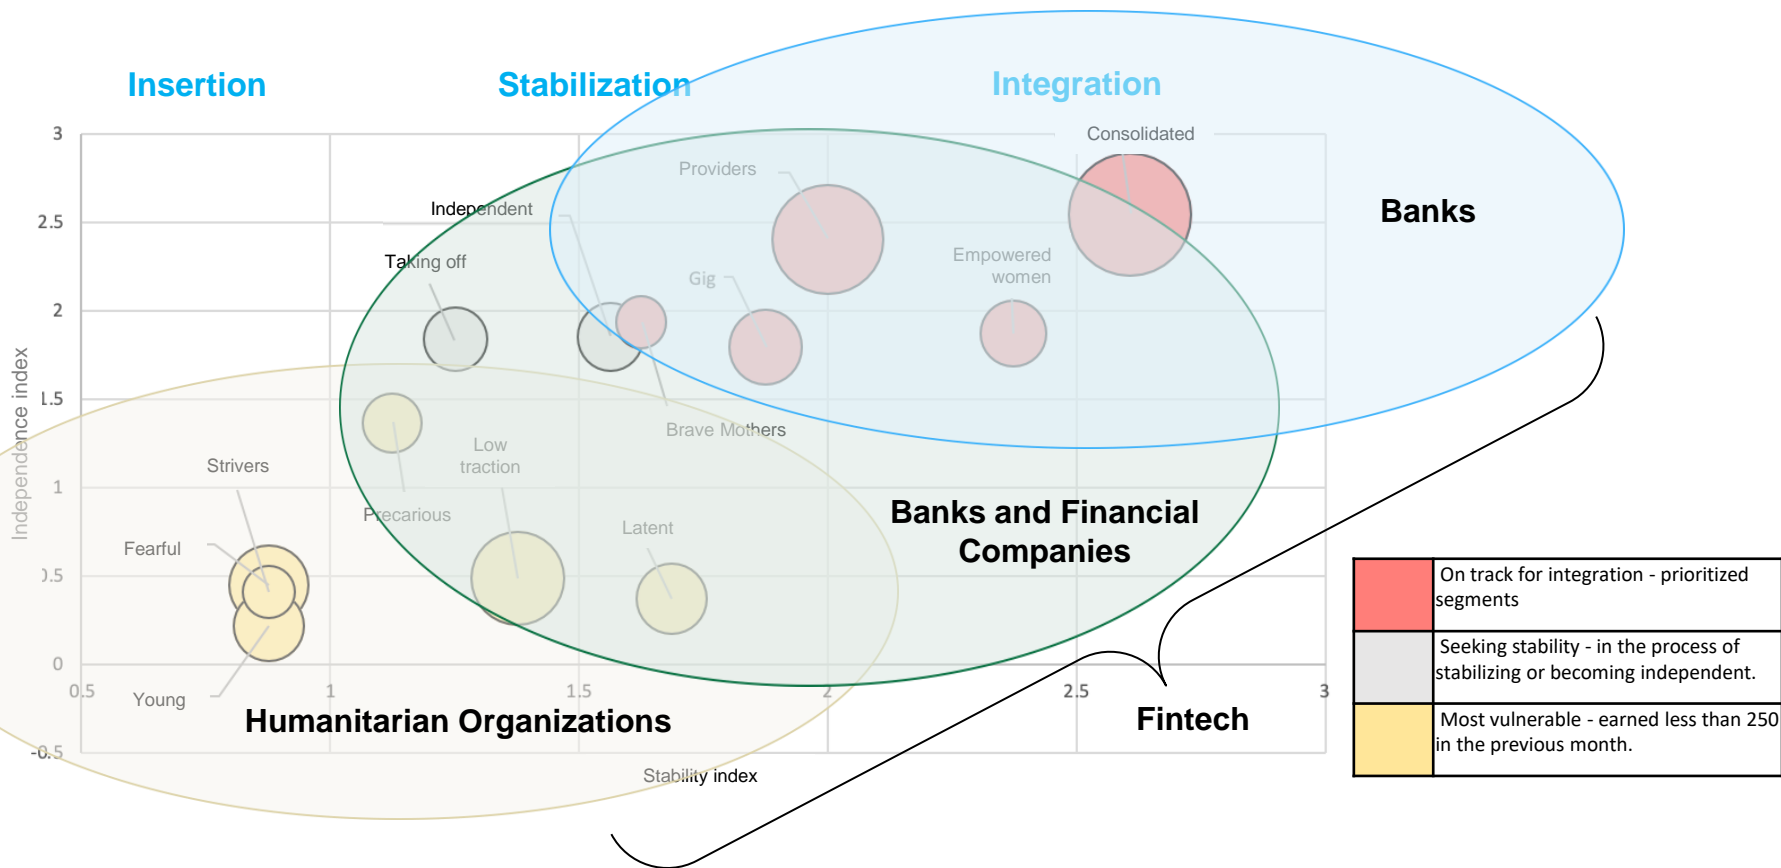 Insertion
Stabilization
Integration
3
2.5
2
1.5
1
0.5
0
-0.5
Independence index
0.5
1
1.5
2
2.5
3
Stability index
Consolidated
Providers
Independent
Taking off
Empowered
women
Gig
Brave Mothers
Low
traction
Strivers
Precarious
Latent
Fearful
Young
Banks
Banks and Financial
Companies
Humanitarian Organizations
Fintech
On track for integration - prioritized
segments
Seeking stability - in the process of
stabilizing or becoming independent.
Most vulnerable - earned less than 250
in the previous month.